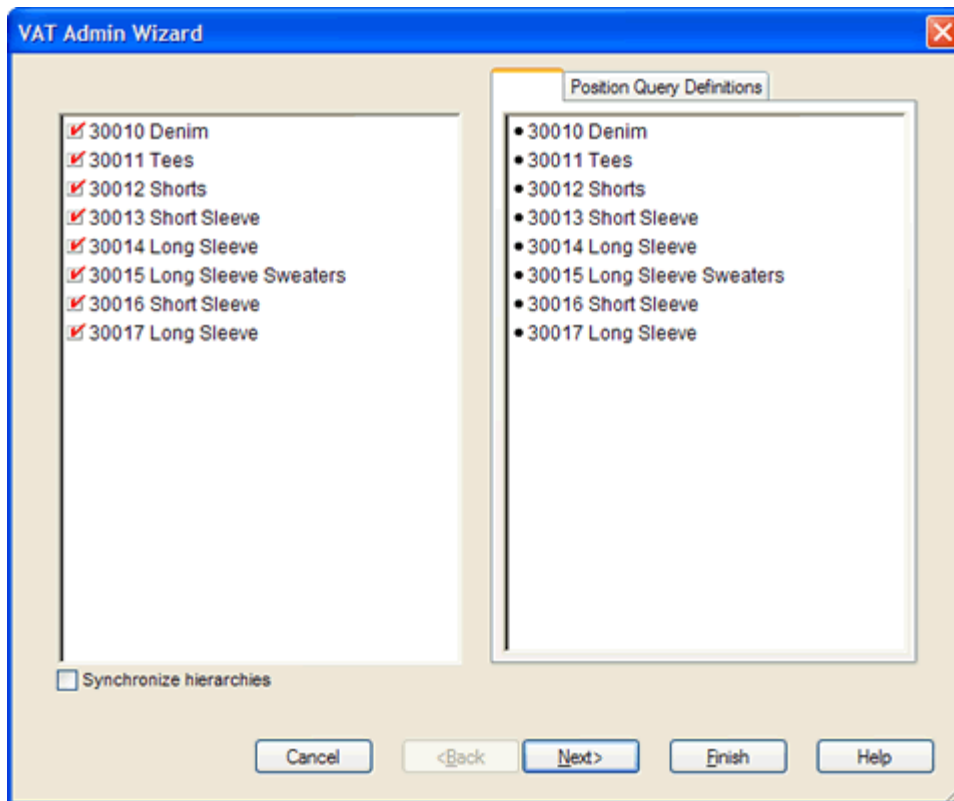 VAT Admin Wizard
Position Query Definitions
30010 Denim
30011 Tees
30012 Shorts
30013 Short Sleeve
30014 Long Sleeve
30015 Long Sleeve Sweaters
30016 Short Sleeve
30017 Long Sleeve
• 30010 Denim
• 30011 Tees
• 30012 Shorts
• 30013 Short Sleeve
• 30014 Long Sleeve
• 30015 Long Sleeve Sweaters
• 30016 Short Sleeve
• 30017 Long Sleeve
Synchronize hierarchies
Cancel <Back Next> Finish Help